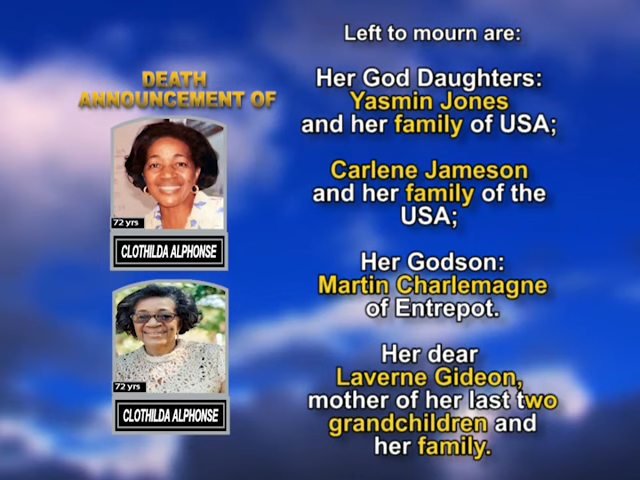 DEATH
ANNOUNCEMENT OF
72 yrs
CLOTHILDA ALPHONSE
72 yrs
CLOTHILDA ALPHONSE
Left to mourn are:
Her God Daughters:
Yasmin Jones
and her family of USA;
Carlene Jameson
and her family of the
USA;
Her Godson:
Martin Charlemagne
of Entrepot.
Her dear
Laverne Gideon,
mother of her last two
grandchildren and
her family.